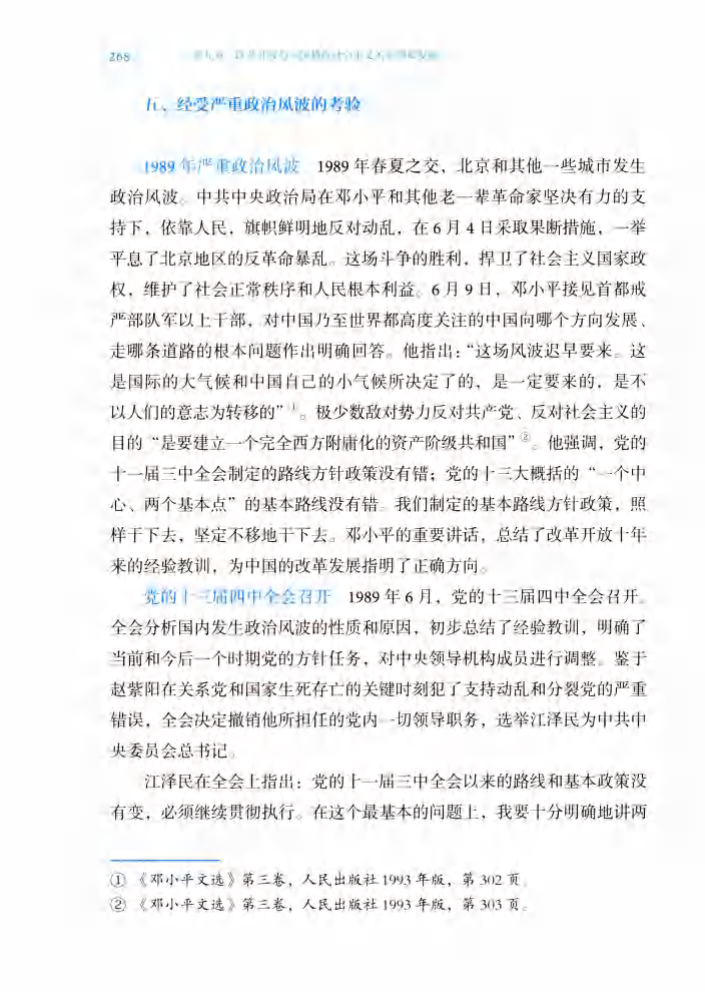 268
五、经受严重政治风波的考验
1989年严重政治风波 1989年春夏之交，北京和其他一些城市发生
政治风波。中共中央政治局在邓小平和其他老一辈革命家坚决有力的支
持下，依靠人民，旗帜鲜明地反对动乱，在6月4日采取果断措施，一举
平息了北京地区的反革命暴乱。这场斗争的胜利，捍卫了社会主义国家政
权，维护了社会正常秩序和人民根本利益。6月9日，邓小平接见首都戒
严部队军以上干部，对中国乃至世界都高度关注的中国向哪个方向发展、
走哪条道路的根本问题作出明确回答。他指出：“这场风波迟早要来。这
是国际的大气候和中国自己的小气候所决定了的，是一定要来的，是不
以人们的意志为转移的”①。极少数敌对势力反对共产党、反对社会主义的
目的“是要建立一个完全西方附庸化的资产阶级共和国”②。他强调，党的
十一届三中全会制定的路线方针政策没有错；党的十三大概括的“一个中
心、两个基本点”的基本路线没有错。我们制定的基本路线方针政策，照
样干下去，坚定不移地干下去。邓小平的重要讲话，总结了改革开放十年
来的经验教训，为中国的改革发展指明了正确方向。
党的十三届四中全会召开 1989年6月，党的十三届四中全会召开。
全会分析国内发生政治风波的性质和原因，初步总结了经验教训，明确了
当前和今后一个时期党的方针任务，对中央领导机构成员进行调整。鉴于
赵紫阳在关系党和国家生死存亡的关键时刻犯了支持动乱和分裂党的严重
错误，全会决定撤销他所担任的党内一切领导职务，选举江泽民为中共中
央委员会总书记。
江泽民在全会上指出：党的十一届三中全会以来的路线和基本政策没
有变，必须继续贯彻执行。在这个最基本的问题上，我要十分明确地讲两
① 《邓小平文选》第三卷，人民出版社1993年版，第302页。
② 《邓小平文选》第三卷，人民出版社1993年版，第303页。